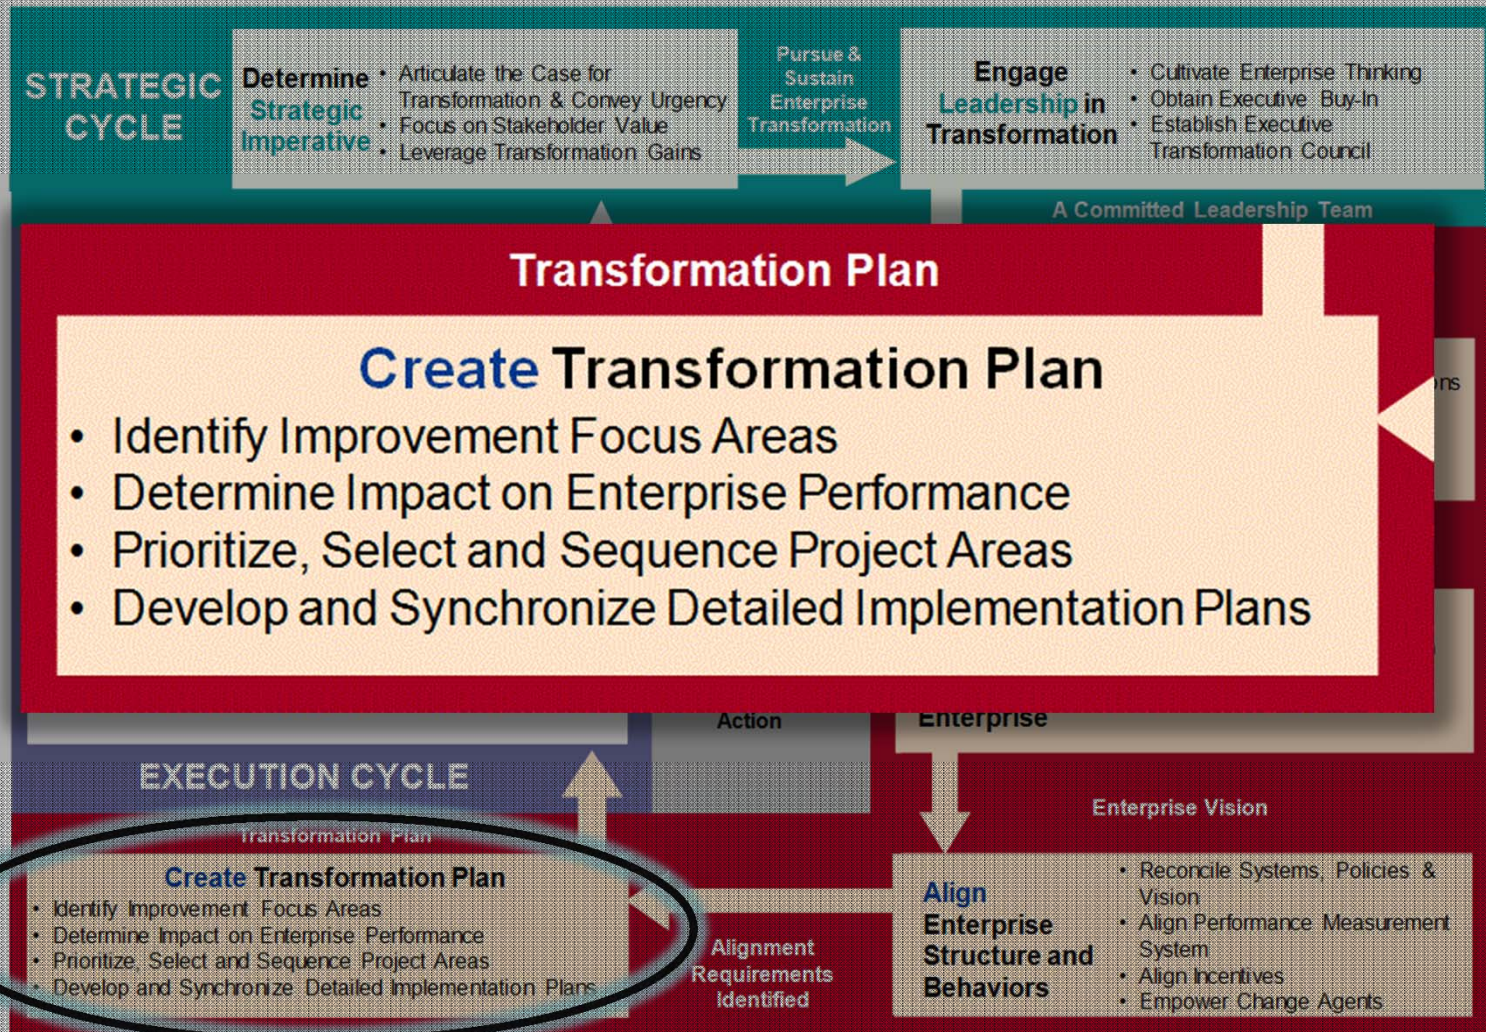 STRATEGIC
CYCLE
Determine
Strategic
Imperative
• Articulate the Case for
Transformation & Convey Urgency
• Focus on Stakeholder Value
• Leverage Transformation Gains
Pursue &
Sustain
Enterprise
Transformation
Engage
Leadership in
Transformation
• Cultivate Enterprise Thinking
• Obtain Executive Buy-In
• Establish Executive
Transformation Council
A Committed Leadership Team
Transformation Plan
Create Transformation Plan
• Identify Improvement Focus Areas
• Determine Impact on Enterprise Performance
• Prioritize, Select and Sequence Project Areas
• Develop and Synchronize Detailed Implementation Plans
Action
Enterprise
EXECUTION CYCLE
Enterprise Vision
Transformation Plan
Create Transformation Plan
• Identify Improvement Focus Areas
• Determine Impact on Enterprise Performance
• Prioritize, Select and Sequence Project Areas
• Develop and Synchronize Detailed Implementation Plans
Alignment
Requirements
Identified
Align
Enterprise
Structure and
Behaviors
• Reconcile Systems, Policies &
Vision
• Align Performance Measurement
System
• Align Incentives
• Empower Change Agents